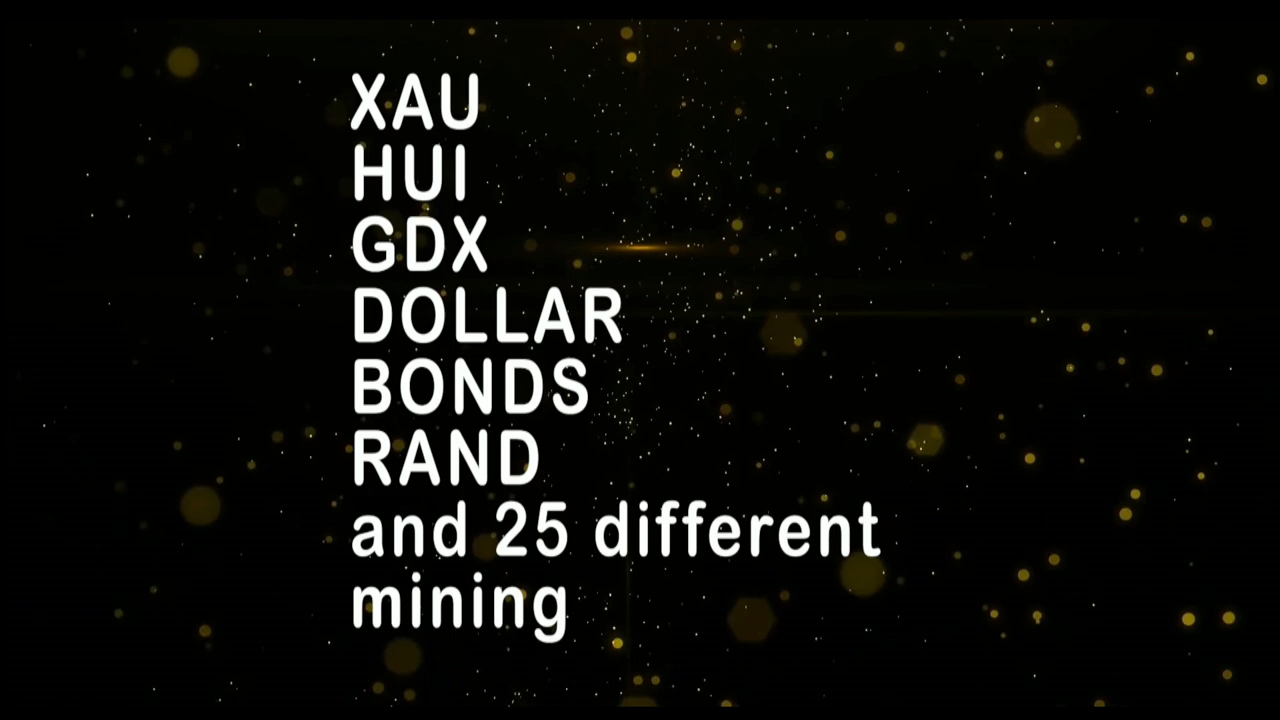 XAU
HUI
GDX
DOLLAR
BONDS
RAND
and 25 different
mining